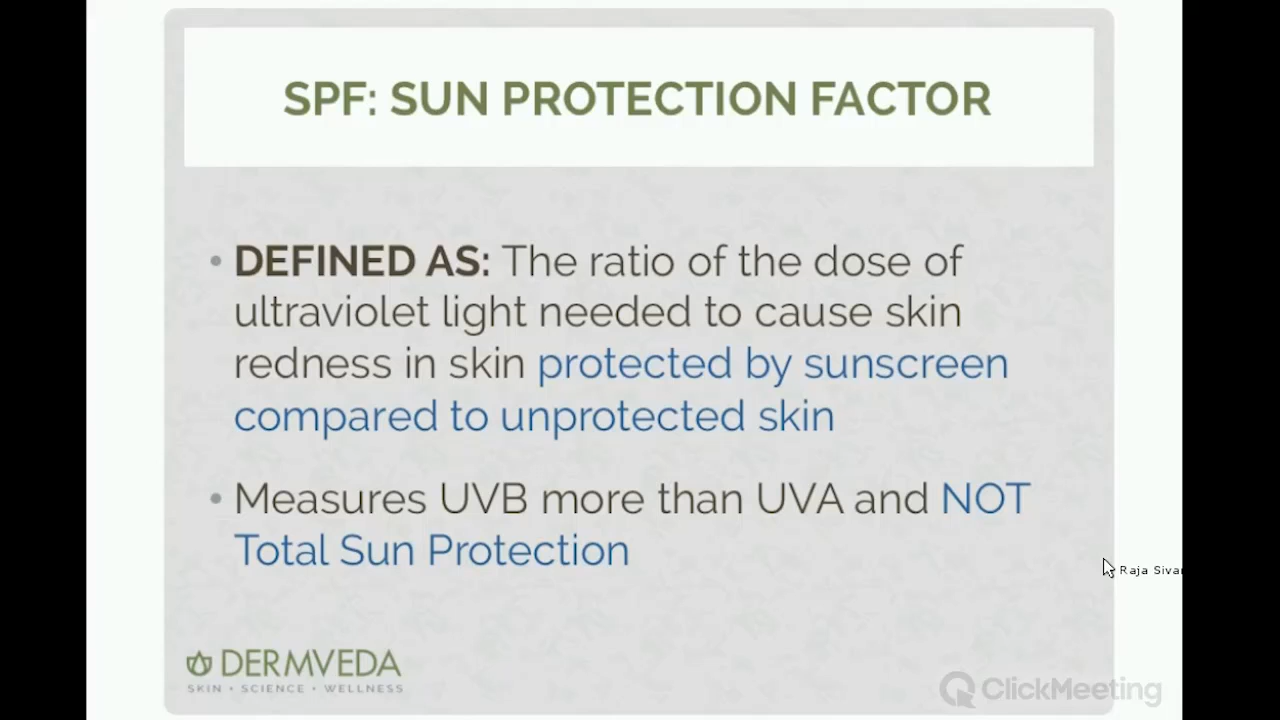 SPF: SUN PROTECTION FACTOR
• DEFINED AS: The ratio of the dose of
ultraviolet light needed to cause skin
redness in skin protected by sunscreen
compared to unprotected skin
• Measures UVB more than UVA and NOT
Total Sun Protection
Raja Sivar
DERMVEDA
SKIN • SCIENCE • WELLNESS
ClickMeeting